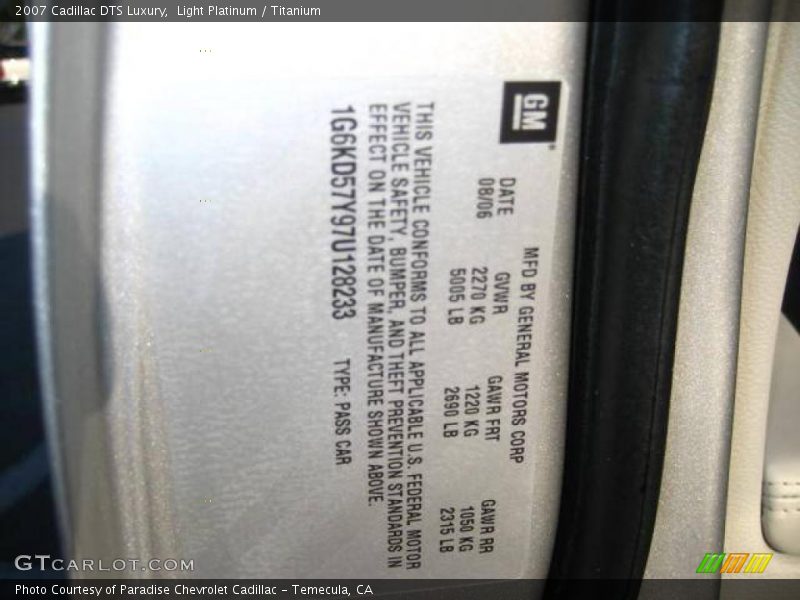 2007 Cadillac DTS Luxury,  Light Platinum / Titanium
GM
MFD BY GENERAL MOTORS CORP
DATE GVWR GAWR FRT GAWR RR
08/06 2270 KG 1220 KG 1050 KG
5005 LB 2690 LB 2315 LB
THIS VEHICLE CONFORMS TO ALL APPLICABLE U.S. FEDERAL MOTOR
VEHICLE SAFETY, BUMPER, AND THEFT PREVENTION STANDARDS IN
EFFECT ON THE DATE OF MANUFACTURE SHOWN ABOVE.
1G6KD57Y97U128233 TYPE: PASS CAR
GTCARLOT.COM
Photo Courtesy of Paradise Chevrolet Cadillac – Temecula, CA